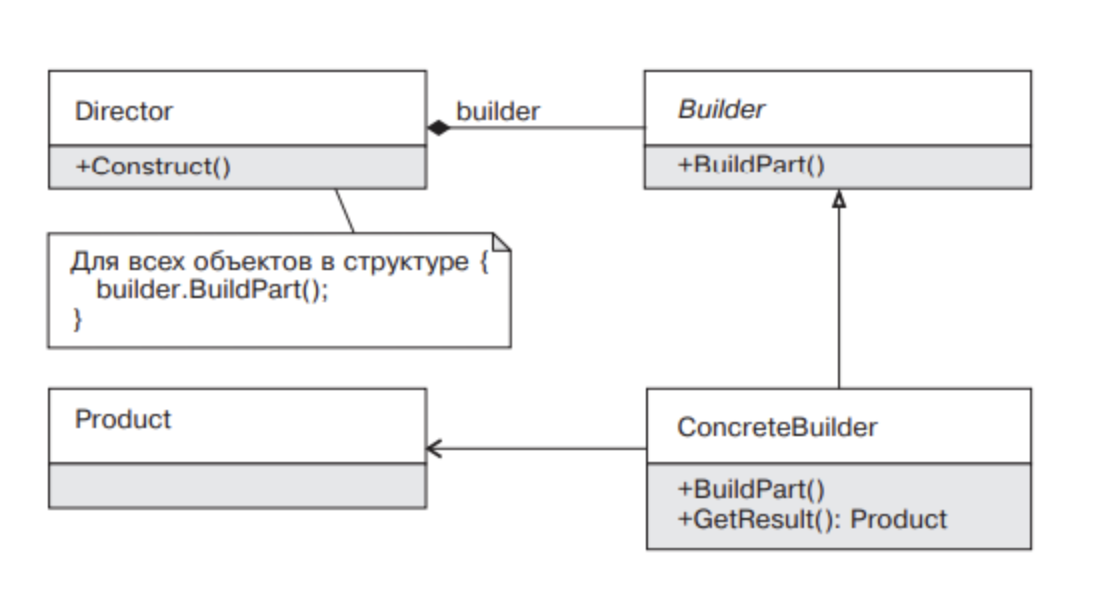 Director
builder
Builder
+Construct()
+BuildPart()
Для всех объектов в структуре {
builder.BuildPart();
}
Product
ConcreteBuilder
+BuildPart()
+GetResult(): Product